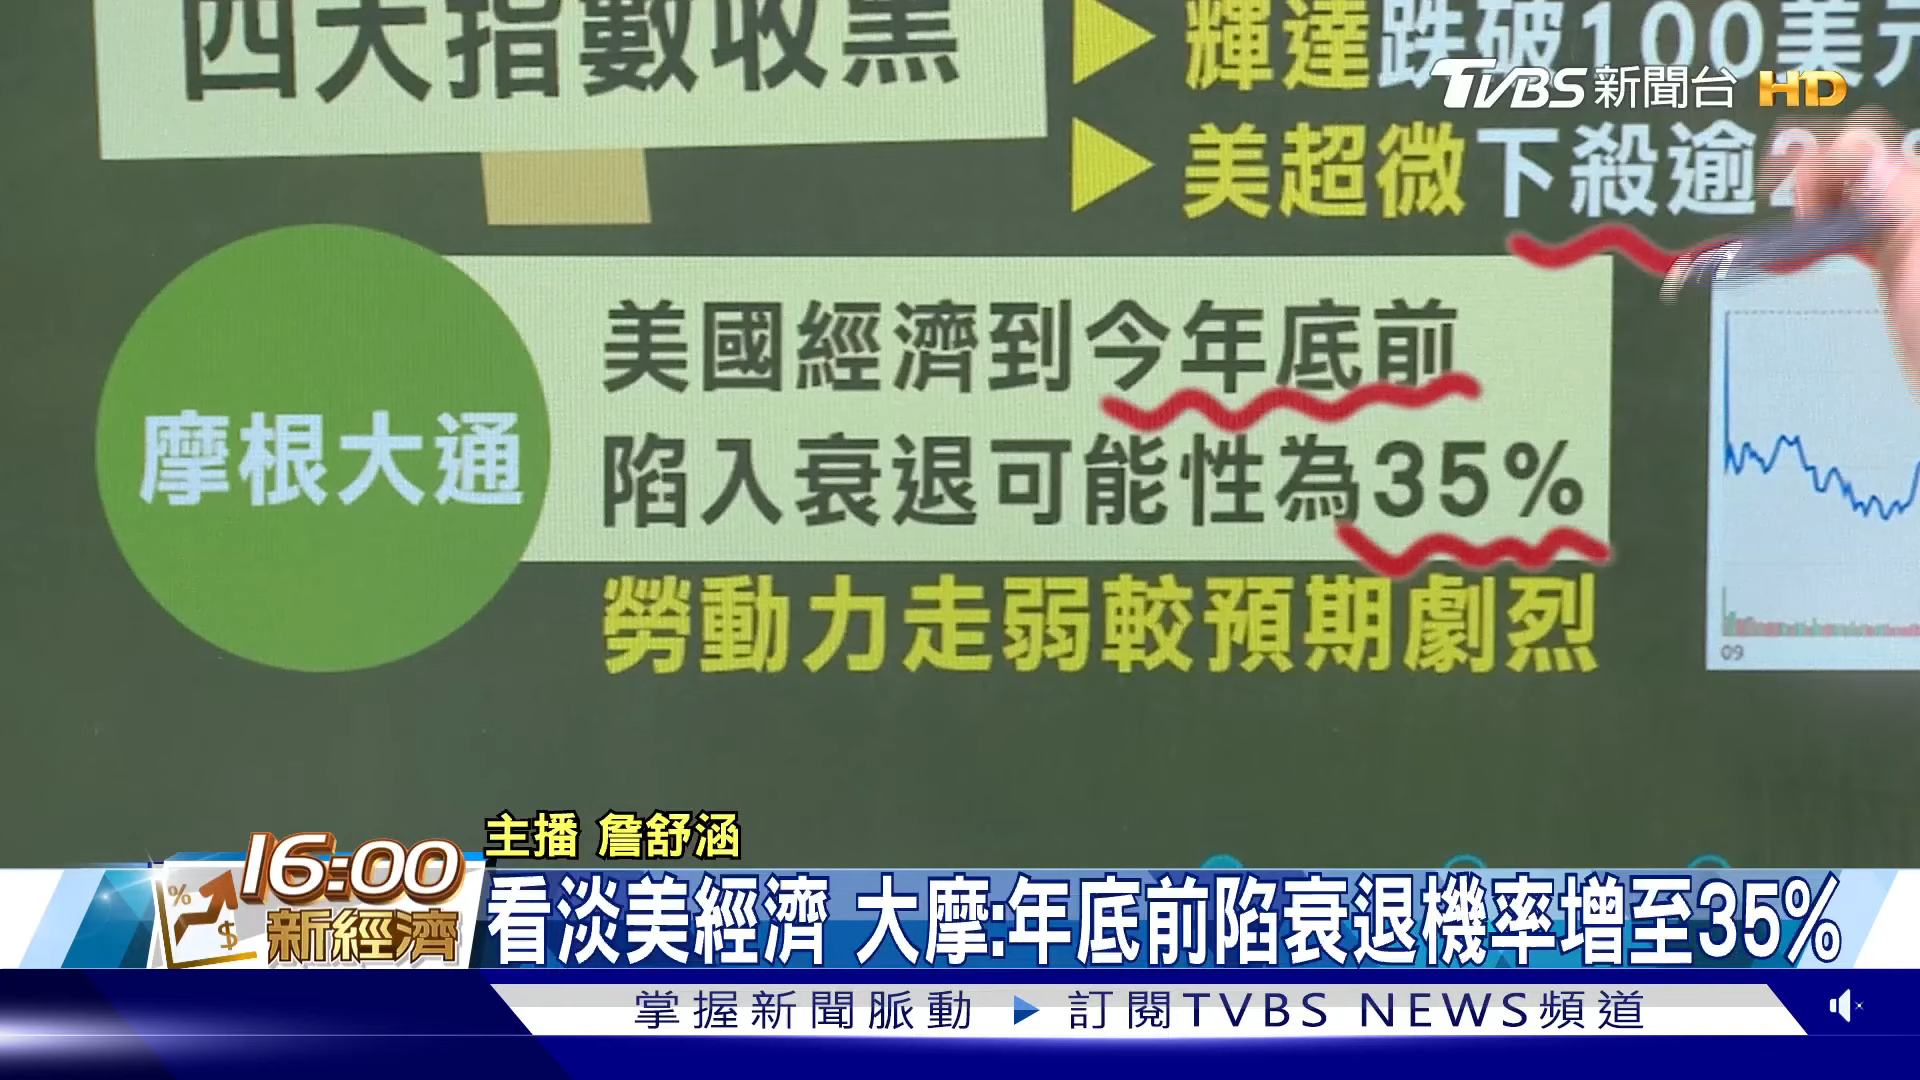 四大指數收黑
輝達跌破100美元
美超微下殺逾2
TVBS新聞台 HD
摩根大通
美國經濟到今年底前
陷入衰退可能性為35%
勞動力走弱較預期劇烈
09
主播 詹舒涵
16:00
新經濟
% $
看淡美經濟 大摩:年底前陷衰退機率增至35%
掌握新聞脈動 ▶ 訂閱TVBS NEWS頻道